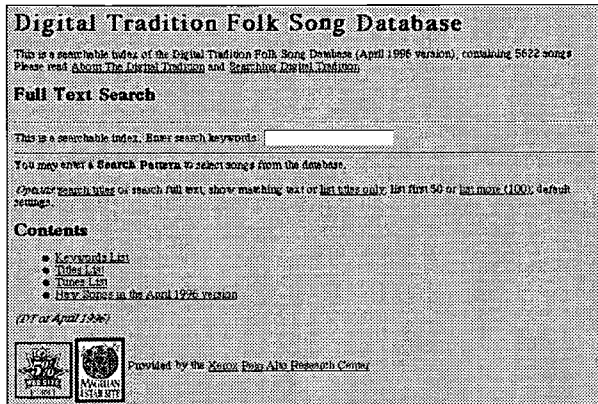 Digital Tradition Folk Song Database
This is a searchable index of the Digital Tradition Folk Song Database (April 1996 version), containing 5622 songs
Please read About The Digital Tradition and Searching Digital Tradition
Full Text Search
This is a searchable index. Enter search keywords:
You may enter a Search Pattern to select songs from the database.
Options: search titles or search full text, show matching text or list titles only, list first 50 or list more (100), default
settings.
Contents
Keywords List
Titles List
Tunes List
New Songs in the April 1996 version
(DT of April 1996)
MAGELLAN
4 STAR SITE
Provided by the Xerox Palo Alto Research Center